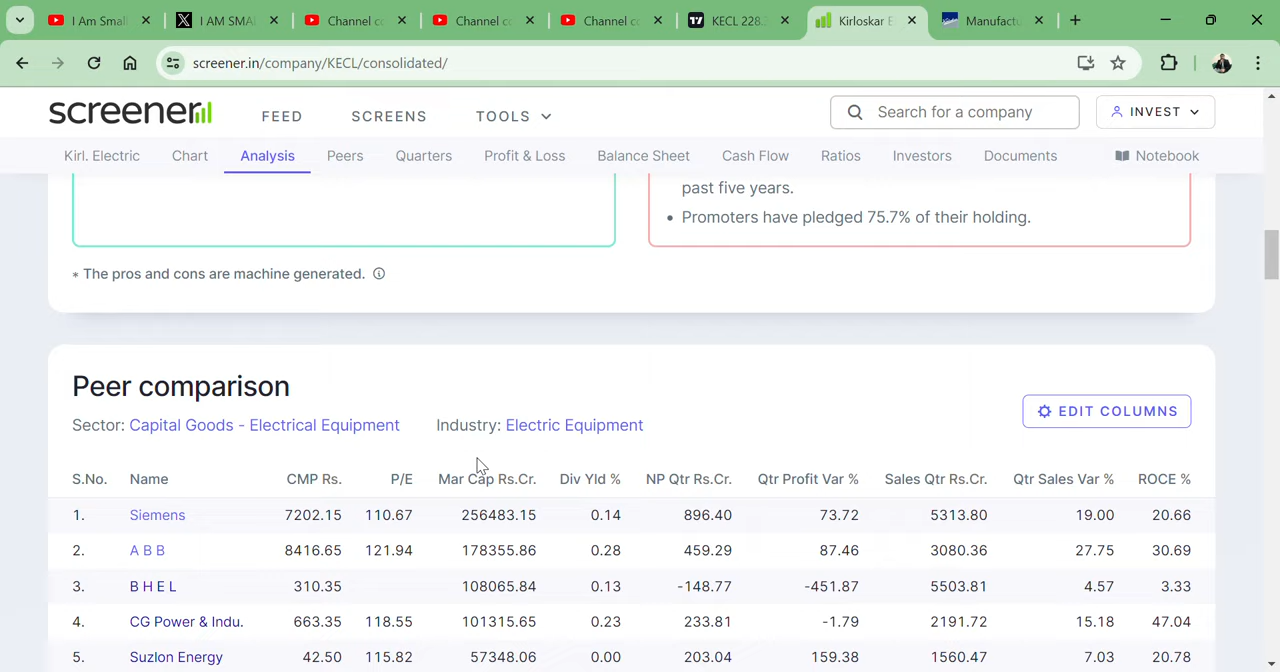 I Am Small
I AM SMA
Channel co
Channel co
Channel co
KECL 228.
Kirloskar E
Manufactu
screener.in/company/KECL/consolidated/
screener
FEED
SCREENS
TOOLS
Search for a company
INVEST
Kirl. Electric
Chart
Analysis
Peers
Quarters
Profit & Loss
Balance Sheet
Cash Flow
Ratios
Investors
Documents
Notebook
past five years.
Promoters have pledged 75.7% of their holding.
* The pros and cons are machine generated.
Peer comparison
Sector: Capital Goods - Electrical Equipment Industry: Electric Equipment
EDIT COLUMNS
S.No. Name CMP Rs. P/E Mar Cap Rs.Cr. Div Yld % NP Qtr Rs.Cr. Qtr Profit Var % Sales Qtr Rs.Cr. Qtr Sales Var % ROCE %
1. Siemens 7202.15 110.67 256483.15 0.14 896.40 73.72 5313.80 19.00 20.66
2. A B B 8416.65 121.94 178355.86 0.28 459.29 87.46 3080.36 27.75 30.69
3. B H E L 310.35 108065.84 0.13 -148.77 -451.87 5503.81 4.57 3.33
4. CG Power & Indu. 663.35 118.55 101315.65 0.23 233.81 -1.79 2191.72 15.18 47.04
5. Suzlon Energy 42.50 115.82 57348.06 0.00 203.04 159.38 1560.47 7.03 20.78